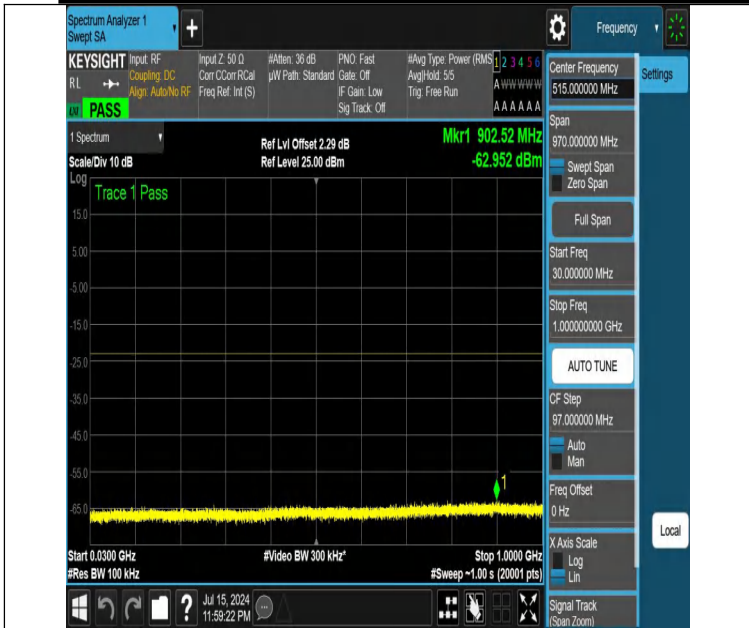 Spectrum Analyzer 1
Swept SA
+
Frequency
KEYSIGHT
RL
LXI
PASS
Input: RF
Coupling: DC
Align: Auto/No RF
Input Z: 50 Ω
Corr CCorr RCal
Freq Ref: Int (S)
#Atten: 36 dB
µW Path: Standard
PNO: Fast
Gate: Off
IF Gain: Low
Sig Track: Off
#Avg Type: Power (RMS
Avg|Hold: 5/5
Trig: Free Run
1 2 3 4 5 6
A W W W W W
A A A A A A
1 Spectrum
Scale/Div 10 dB
Ref Lvl Offset 2.29 dB
Ref Level 25.00 dBm
Mkr1 902.52 MHz
-62.952 dBm
Log
Trace 1 Pass
15.0
5.00
-5.00
-15.0
-25.0
-35.0
-45.0
-55.0
-65.0
1
Start 0.0300 GHz
#Res BW 100 kHz
#Video BW 300 kHz*
Stop 1.0000 GHz
#Sweep ~1.00 s (20001 pts)
Jul 15, 2024
11:59:22 PM
Center Frequency
515.000000 MHz
Settings
Span
970.000000 MHz
Swept Span
Zero Span
Full Span
Start Freq
30.000000 MHz
Stop Freq
1.000000000 GHz
AUTO TUNE
CF Step
97.000000 MHz
Auto
Man
Freq Offset
0 Hz
Local
X Axis Scale
Log
Lin
Signal Track
(Span Zoom)